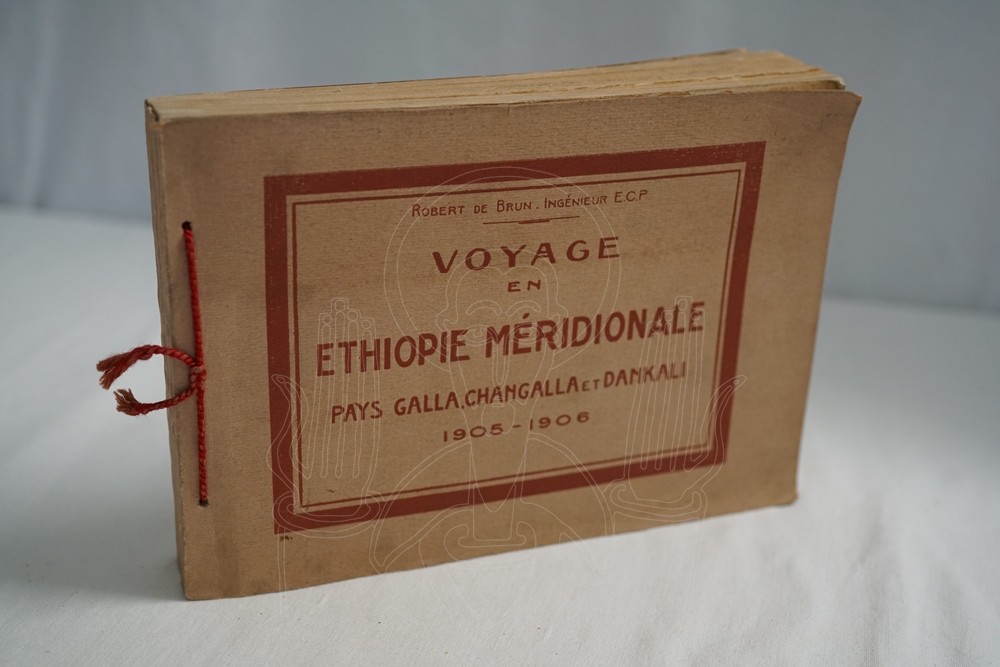 ROBERT DE BRUN. INGÉNIEUR E.C.P
VOYAGE
EN
ETHIOPIE MÉRIDIONALE
PAYS GALLA, CHANGALLA ET DANKALI
1905-1906